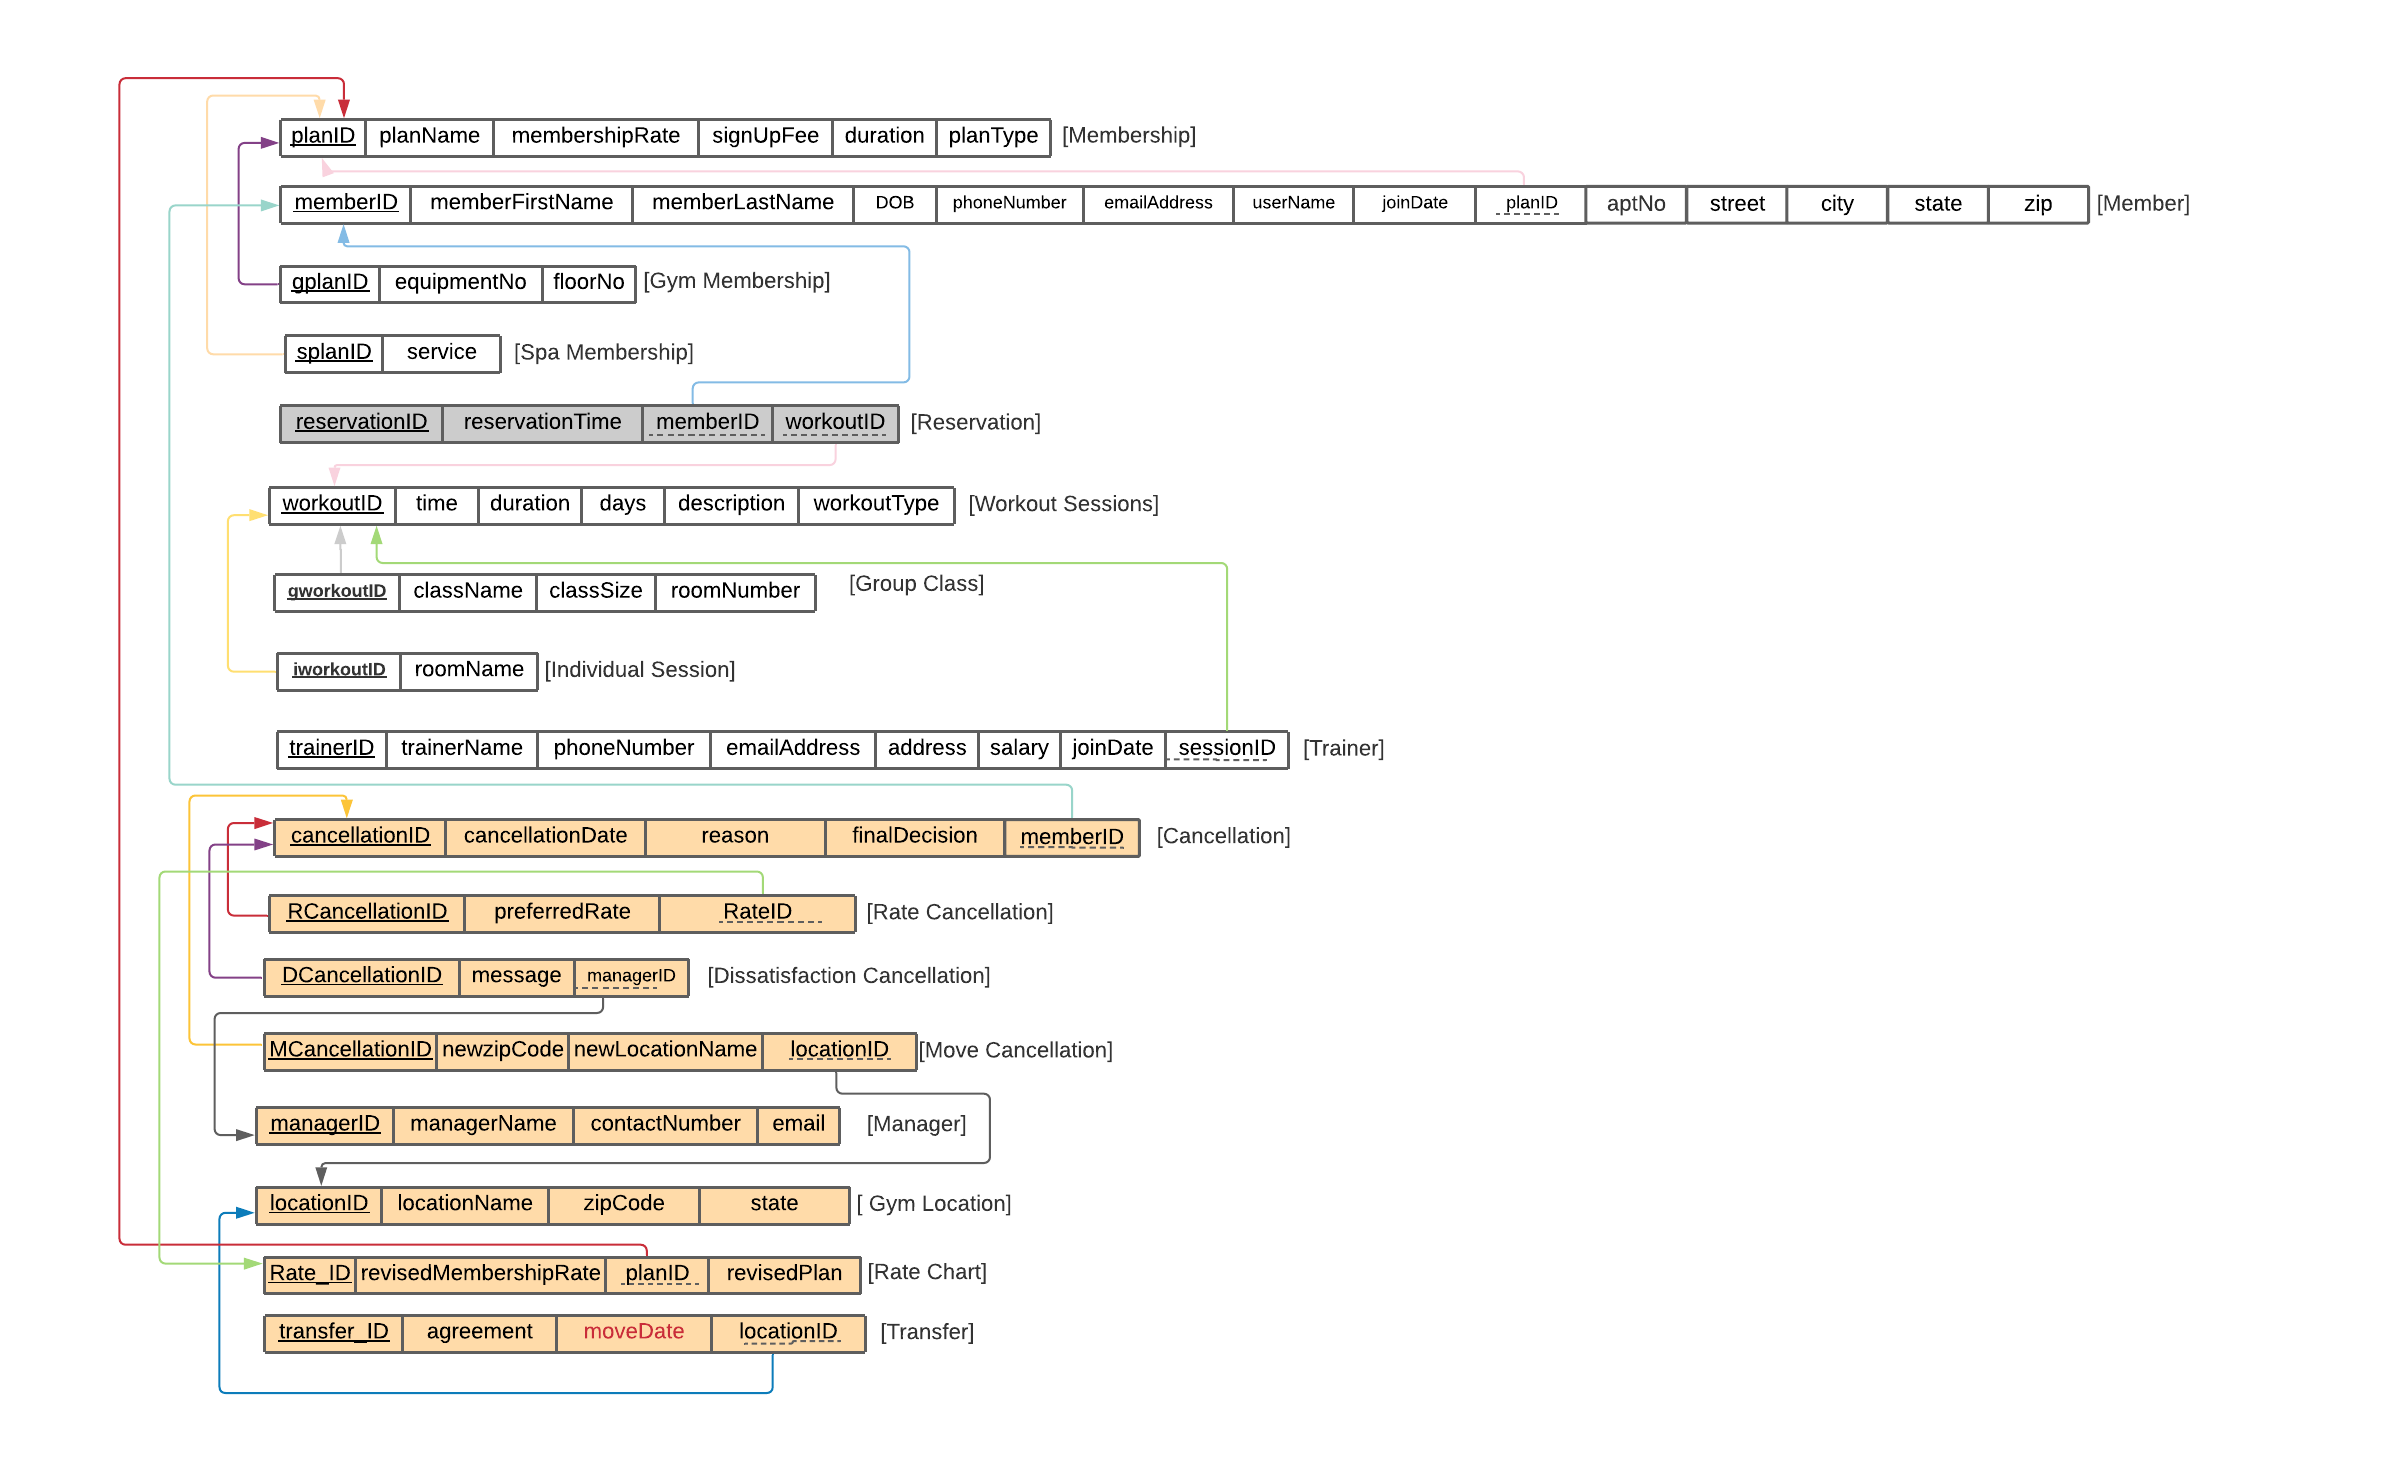 planID planName membershipRate signUpFee duration planType [Membership]
memberID memberFirstName memberLastName DOB phoneNumber emailAddress userName joinDate planID aptNo street city state zip [Member]
gplanID equipmentNo floorNo [Gym Membership]
splanID service [Spa Membership]
reservationID reservationTime memberID workoutID [Reservation]
workoutID time duration days description workoutType [Workout Sessions]
gworkoutID className classSize roomNumber [Group Class]
iworkoutID roomName [Individual Session]
trainerID trainerName phoneNumber emailAddress address salary joinDate sessionID [Trainer]
cancellationID cancellationDate reason finalDecision memberID [Cancellation]
RCancellationID preferredRate RateID [Rate Cancellation]
DCancellationID message managerID [Dissatisfaction Cancellation]
MCancellationID newzipCode newLocationName locationID [Move Cancellation]
managerID managerName contactNumber email [Manager]
locationID locationName zipCode state [ Gym Location]
Rate_ID revisedMembershipRate planID revisedPlan [Rate Chart]
transfer_ID agreement moveDate locationID [Transfer]